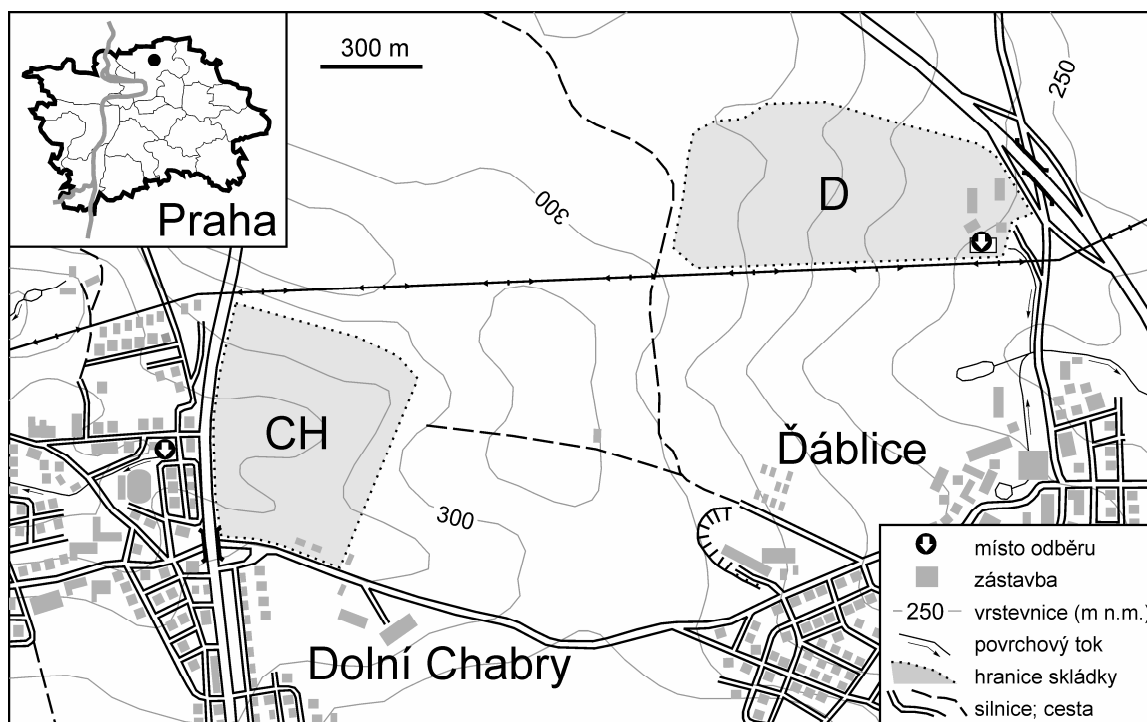 300 m
250
Praha
D
300
CH
Ďáblice
300
Dolní Chabry
místo odběru
zástavba
250 vrstevnice (m n.m.)
povrchový tok
hranice skládky
silnice; cesta